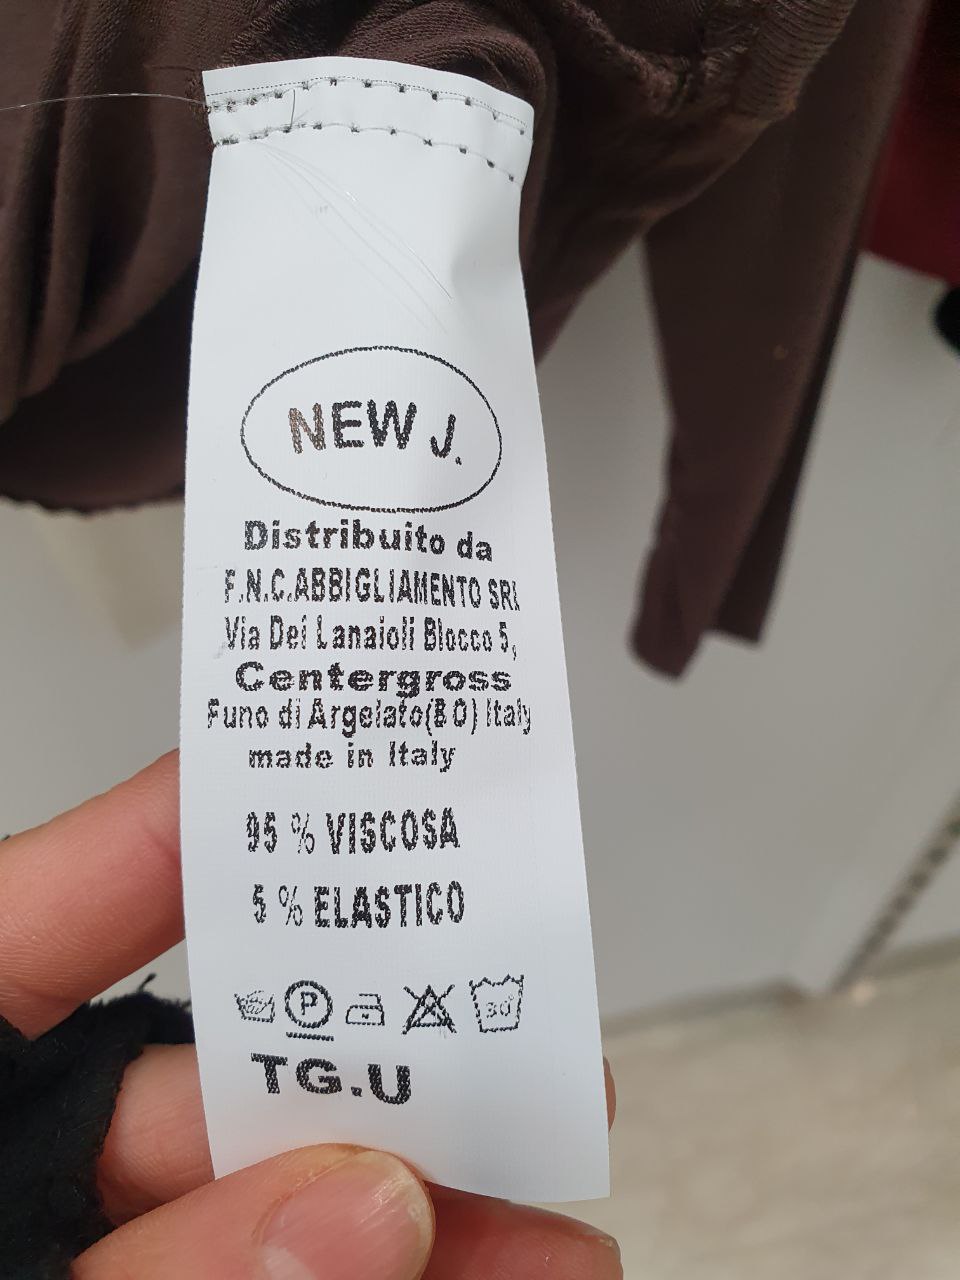 NEW J.
Distribuito da
F.N.C.ABBIGLIAMENTO SRL
Via Dei Lanaioli Blocco 5,
Centergross
Funo di Argelato(BO) Italy
made in Italy
95 % VISCOSA
5 % ELASTICO
P 30°
TG.U